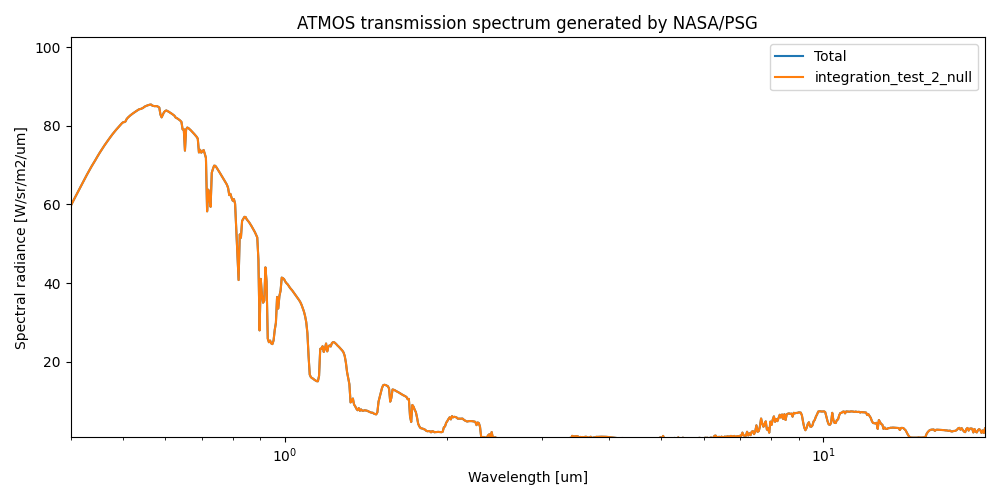 ATMOS transmission spectrum generated by NASA/PSG
Total
integration_test_2_null
Spectral radiance [W/sr/m2/um]
100
80
60
40
20
10⁰
10¹
Wavelength [um]